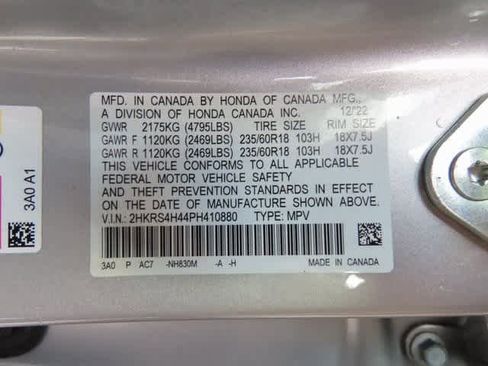 MFD. IN CANADA BY HONDA OF CANADA MFG.,
A DIVISION OF HONDA CANADA INC. 12/22
GVWR 2175KG (4795LBS) TIRE SIZE RIM SIZE
GAWR F 1120KG (2469LBS) 235/60R18 103H 18X7.5J
GAWR R 1120KG (2469LBS) 235/60R18 103H 18X7.5J
THIS VEHICLE CONFORMS TO ALL APPLICABLE
FEDERAL MOTOR VEHICLE SAFETY
AND THEFT PREVENTION STANDARDS IN EFFECT
ON THE DATE OF MANUFACTURE SHOWN ABOVE.
V.I.N.: 2HKRS4H44PH410880 TYPE: MPV
3A0 P AC7 -NH830M -A -H MADE IN CANADA
3A0 A1